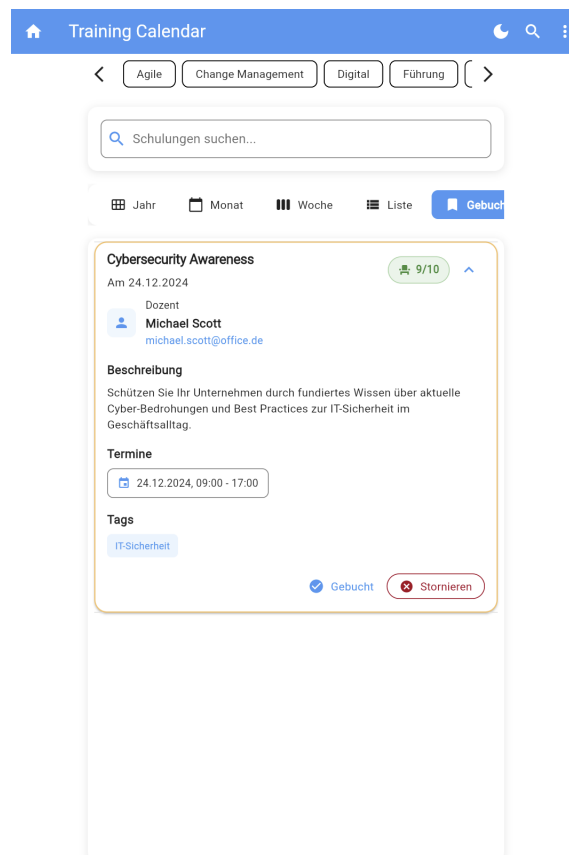 Training Calendar
Agile
Change Management
Digital
Führung
Schulungen suchen...
Jahr
Monat
Woche
Liste
Gebuch
Cybersecurity Awareness
9/10
Am 24.12.2024
Dozent
Michael Scott
michael.scott@office.de
Beschreibung
Schützen Sie Ihr Unternehmen durch fundiertes Wissen über aktuelle
Cyber-Bedrohungen und Best Practices zur IT-Sicherheit im
Geschäftsalltag.
Termine
24.12.2024, 09:00 - 17:00
Tags
IT-Sicherheit
Gebucht
Stornieren